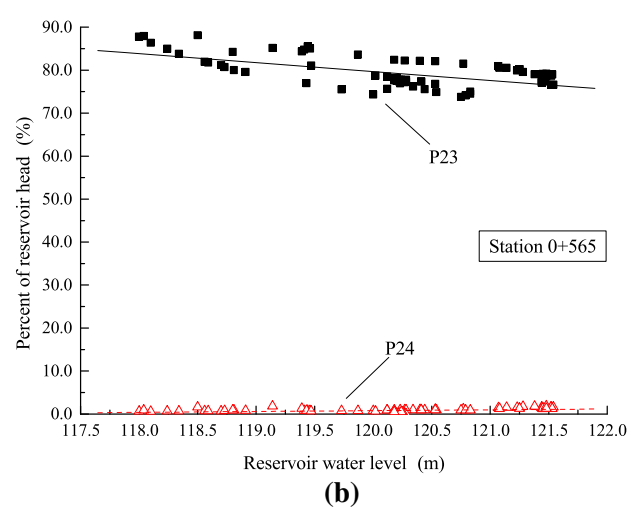 90.0
80.0
70.0
60.0
50.0
40.0
30.0
20.0
10.0
0.0
Percent of reservoir head (%)
P23
Station 0+565
P24
117.5 118.0 118.5 119.0 119.5 120.0 120.5 121.0 121.5 122.0
Reservoir water level (m)
(b)